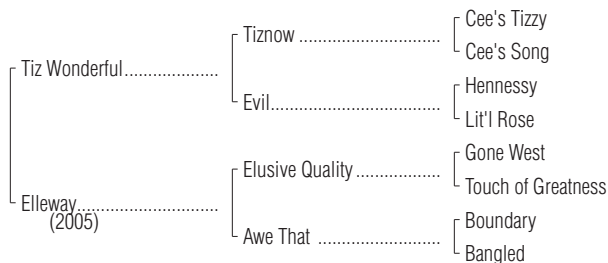 Cee's Tizzy
Tiznow ...................................
Cee's Song
Tiz Wonderful.......................
Hennessy
Evil..........................................
Lit'l Rose
Gone West
Elusive Quality .....................
Touch of Greatness
Elleway...................................
(2005)
Boundary
Awe That ..............................
Bangled